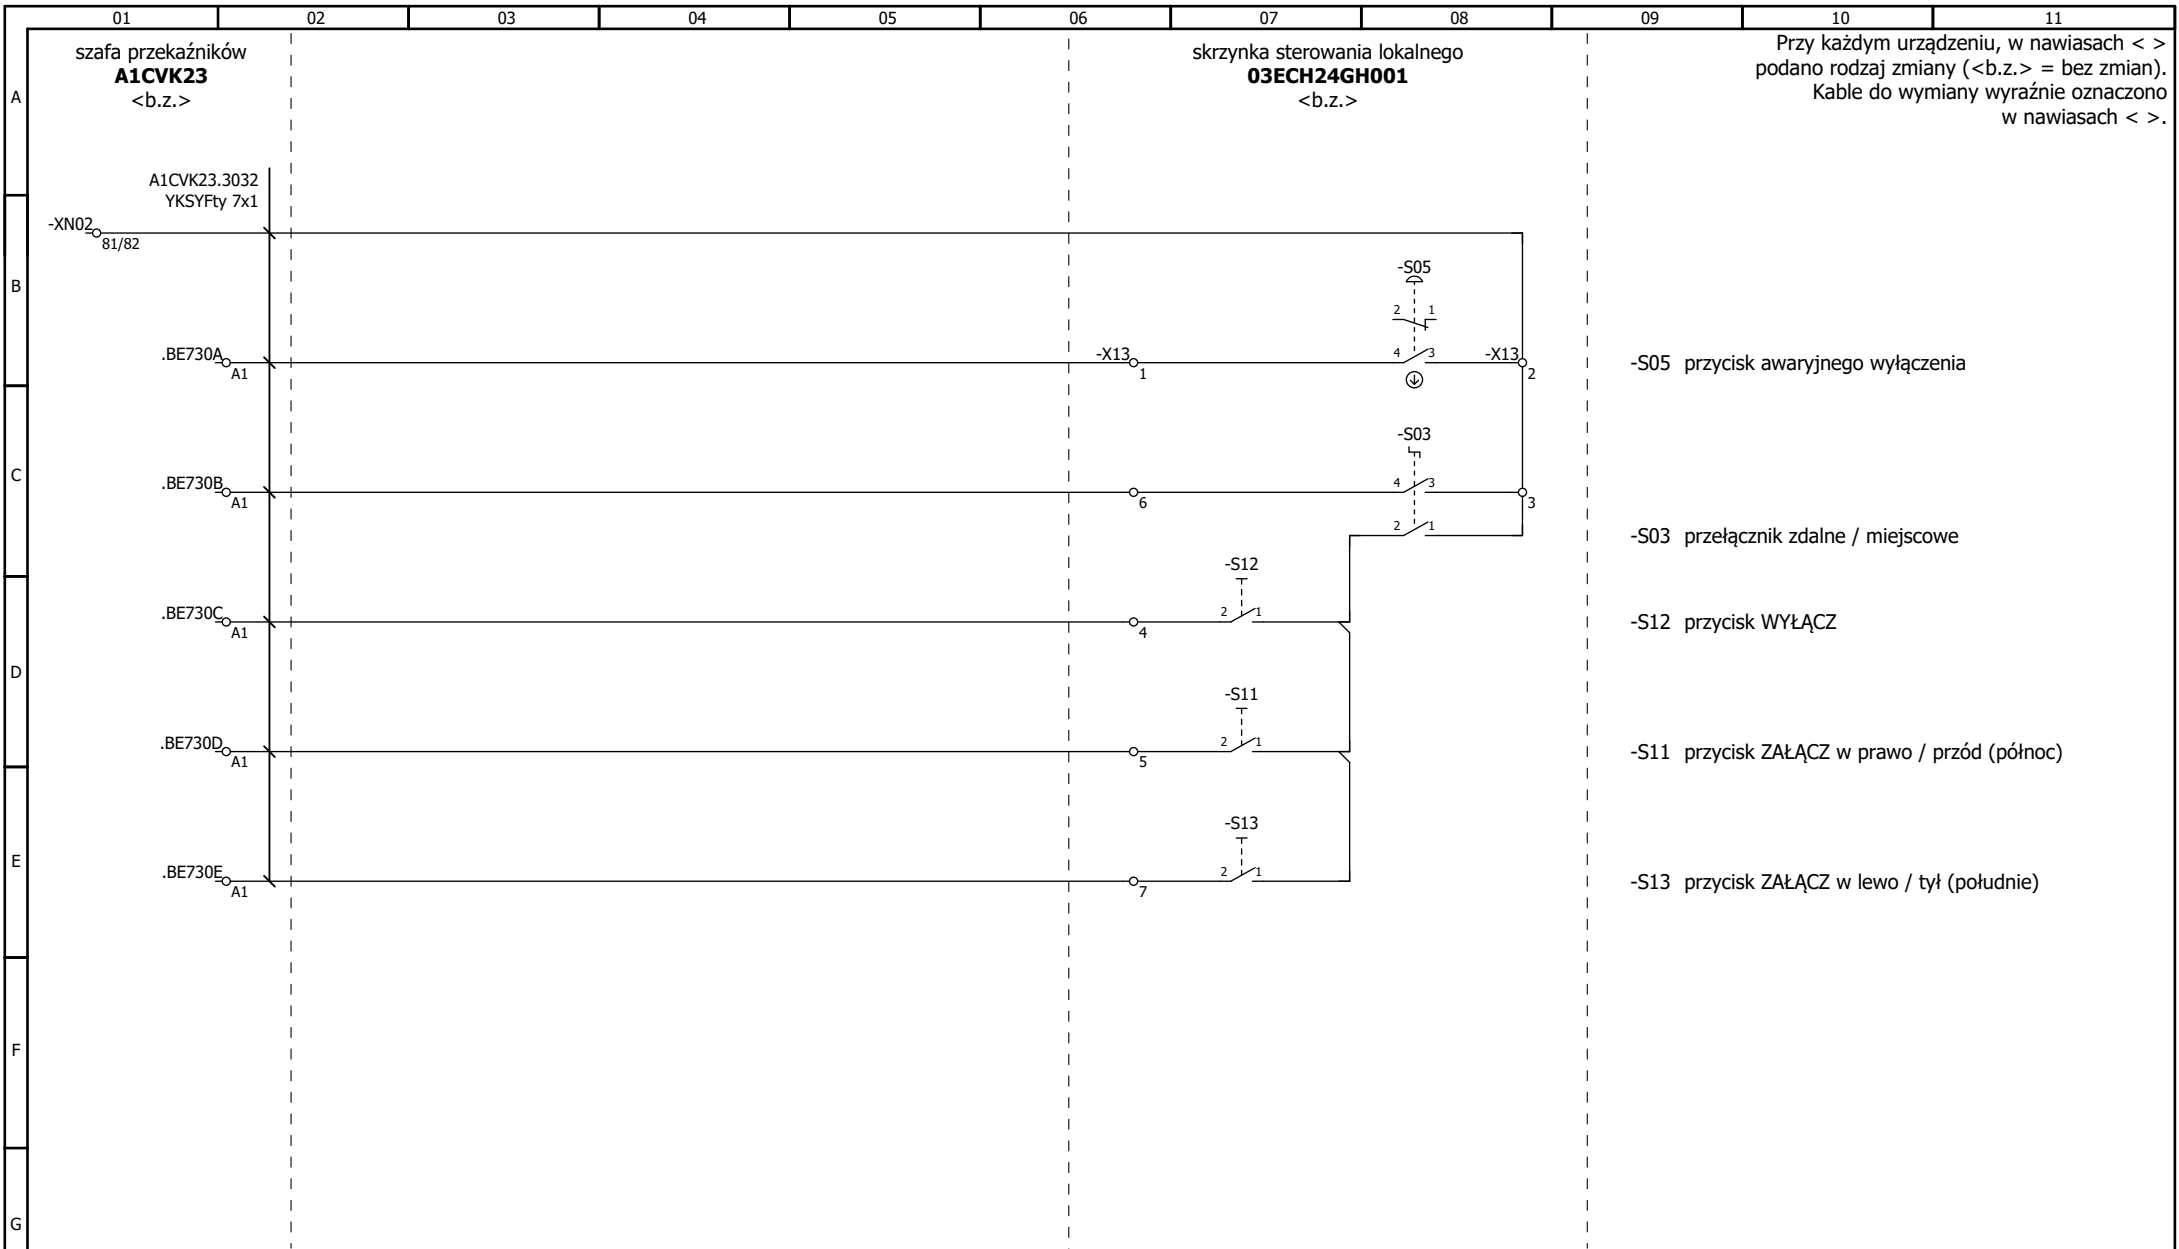 01 02 03 04 05 06 07 08 09 10 11
szafa przekaźników
A1CVK23
<b.z.>
skrzynka sterowania lokalnego
03ECH24GH001
<b.z.>
Przy każdym urządzeniu, w nawiasach < >
podano rodzaj zmiany (<b.z.> = bez zmian).
Kable do wymiany wyraźnie oznaczono
w nawiasach < >.
A
A1CVK23.3032
YKSYFty 7x1
-XN02
81/82
B
-S05
2 1
.BE730A
A1
-X13
1
4 3
-X13
2
-S05 przycisk awaryjnego wyłączenia
C
-S03
.BE730B
A1
6
4 3
3
2 1
-S03 przełącznik zdalne / miejscowe
-S12
.BE730C
A1
4
2 1
-S12 przycisk WYŁĄCZ
D
-S11
.BE730D
A1
5
2 1
-S11 przycisk ZAŁĄCZ w prawo / przód (północ)
E
-S13
.BE730E
A1
7
2 1
-S13 przycisk ZAŁĄCZ w lewo / tył (południe)
F
G